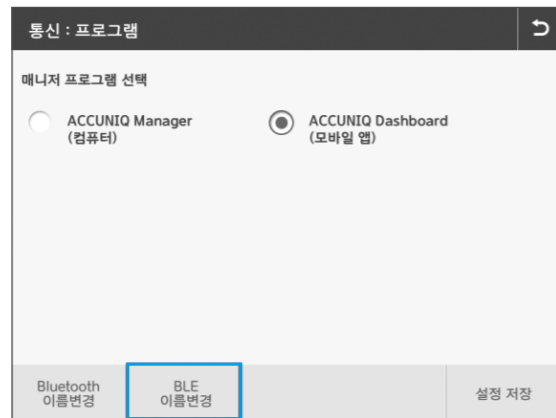 통신 : 프로그램
매니저 프로그램 선택
ACCUNIQ Manager
(컴퓨터)
ACCUNIQ Dashboard
(모바일 앱)
Bluetooth
이름변경
BLE
이름변경
설정 저장